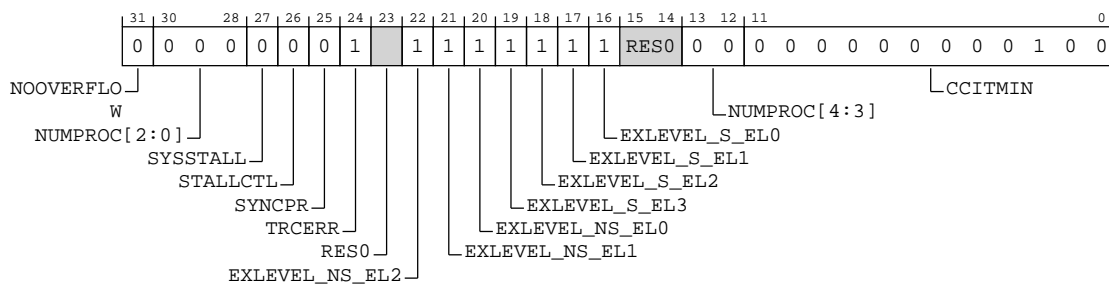 31 30 28 27 26 25 24 23 22 21 20 19 18 17 16 15 14 13 12 11 0
0 0 0 0 0 0 0 1 1 1 1 1 1 1 1 RES0 0 0 0 0 0 0 0 0 0 0 0 1 0 0
NOOVERFLO CCITMIN
W NUMPROC[4:3]
NUMPROC[2:0] EXLEVEL_S_EL0
SYSSTALL EXLEVEL_S_EL1
STALLCTL EXLEVEL_S_EL2
SYNCPR EXLEVEL_S_EL3
TRCERR EXLEVEL_NS_EL0
RES0 EXLEVEL_NS_EL1
EXLEVEL_NS_EL2